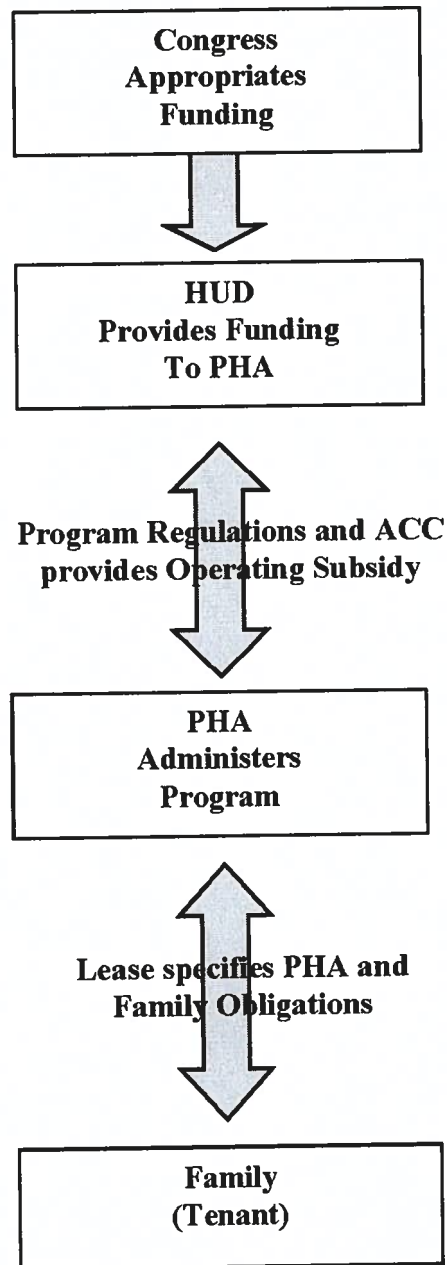 Congress
Appropriates
Funding
HUD
Provides Funding
To PHA
Program Regulations and ACC
provides Operating Subsidy
PHA
Administers
Program
Lease specifies PHA and
Family Obligations
Family
(Tenant)